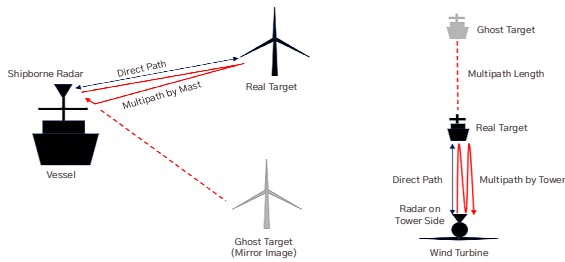 Shipborne Radar
Direct Path
Multipath by Mast
Real Target
Vessel
Ghost Target
(Mirror Image)
Ghost Target
Multipath Length
Real Target
Direct Path
Multipath by Tower
Radar on
Tower Side
Wind Turbine